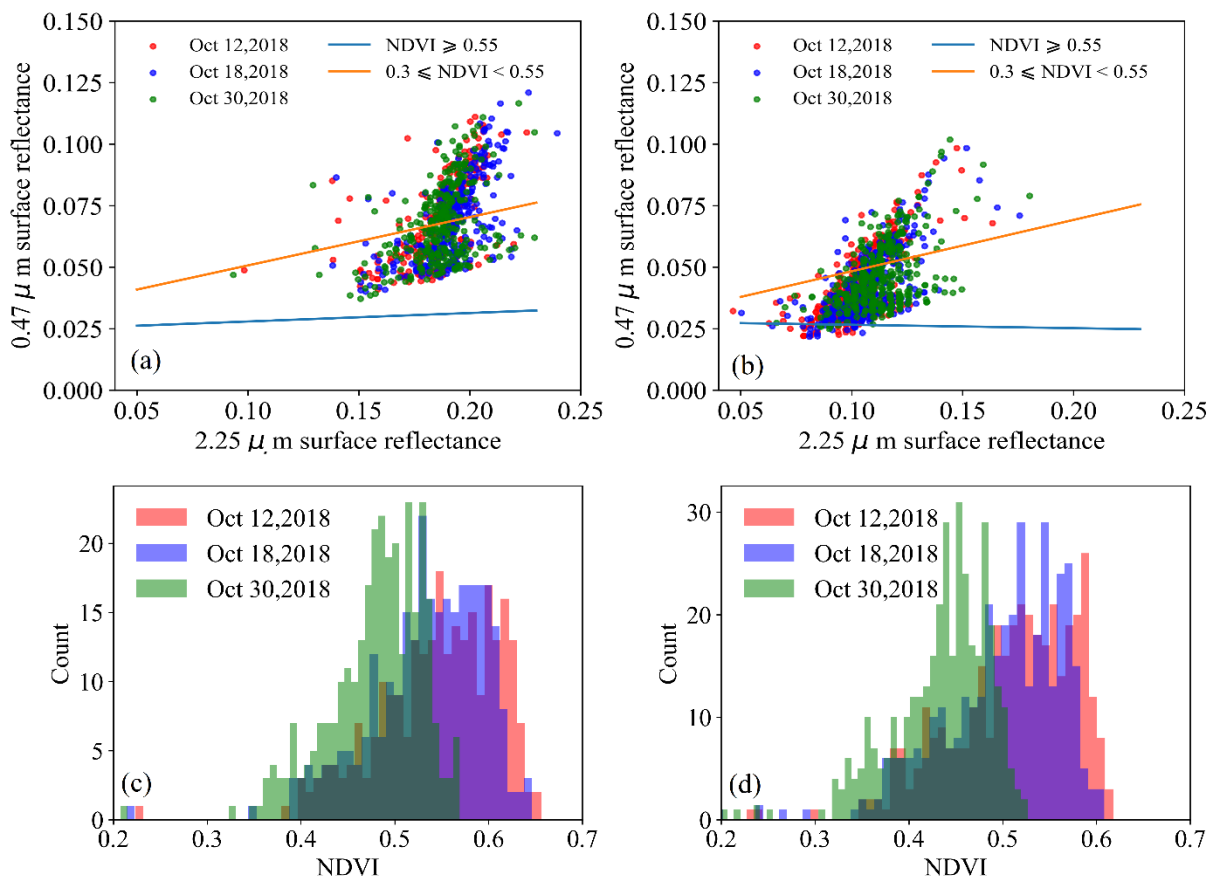 0.150
0.125
0.100
0.075
0.050
0.025
0.000
0.47 μ m surface reflectance
Oct 12,2018
Oct 18,2018
Oct 30,2018
NDVI ⩾ 0.55
0.3 ⩽ NDVI < 0.55
(a)
0.05 0.10 0.15 0.20 0.25
2.25 μ m surface reflectance
0.150
0.125
0.100
0.075
0.050
0.025
0.000
0.47 μ m surface reflectance
Oct 12,2018
Oct 18,2018
Oct 30,2018
NDVI ⩾ 0.55
0.3 ⩽ NDVI < 0.55
(b)
0.05 0.10 0.15 0.20 0.25
2.25 μ m surface reflectance
20
15
10
5
0
Count
Oct 12,2018
Oct 18,2018
Oct 30,2018
(c)
0.2 0.3 0.4 0.5 0.6 0.7
NDVI
30
20
10
0
Count
Oct 12,2018
Oct 18,2018
Oct 30,2018
(d)
0.2 0.3 0.4 0.5 0.6 0.7
NDVI